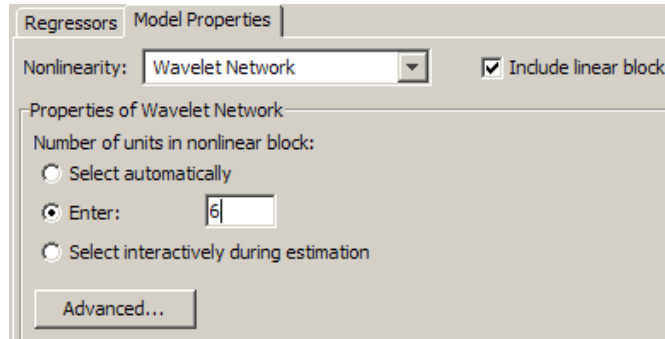 Regressors Model Properties
Nonlinearity: Wavelet Network Include linear block
Properties of Wavelet Network
Number of units in nonlinear block:
Select automatically
Enter: 6
Select interactively during estimation
Advanced...